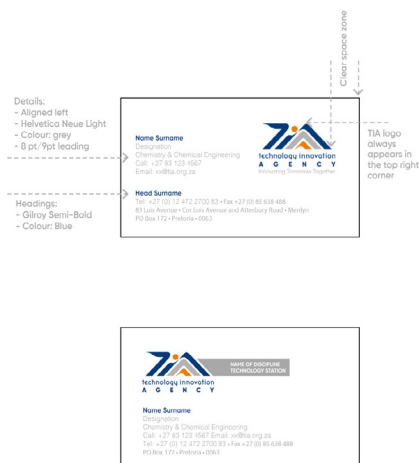 Clear space zone
Details:
- Aligned left
- Helvetica Neue Light
- Colour: grey
- 8 pt/9pt leading
Headings:
- Gilroy Semi-Bold
- Colour: Blue
Name Surname
Designation
Chemistry & Chemical Engineering
Cell: +27 83 123 1567
Email: xx@tia.org.za
Head Surname
Tel: +27 (0) 12 472 2700 83 • Fax +27 (0) 85 638 488
83 Lois Avenue • Cnr Lois Avenue and Atterbury Road • Menlyn
PO Box 172 • Pretoria • 0063
technology innovation
AGENCY
Innovating Tomorrow Together
TIA logo
always
appears in
the top right
corner
technology innovation
AGENCY
NAME OF DISCIPLINE
TECHNOLOGY STATION
Name Surname
Designation
Chemistry & Chemical Engineering
Cell: +27 83 123 1567 Email: xx@tia.org.za
Tel: +27 (0) 12 472 2700 83 • Fax +27 (0) 85 638 488
PO Box 172 • Pretoria • 0063